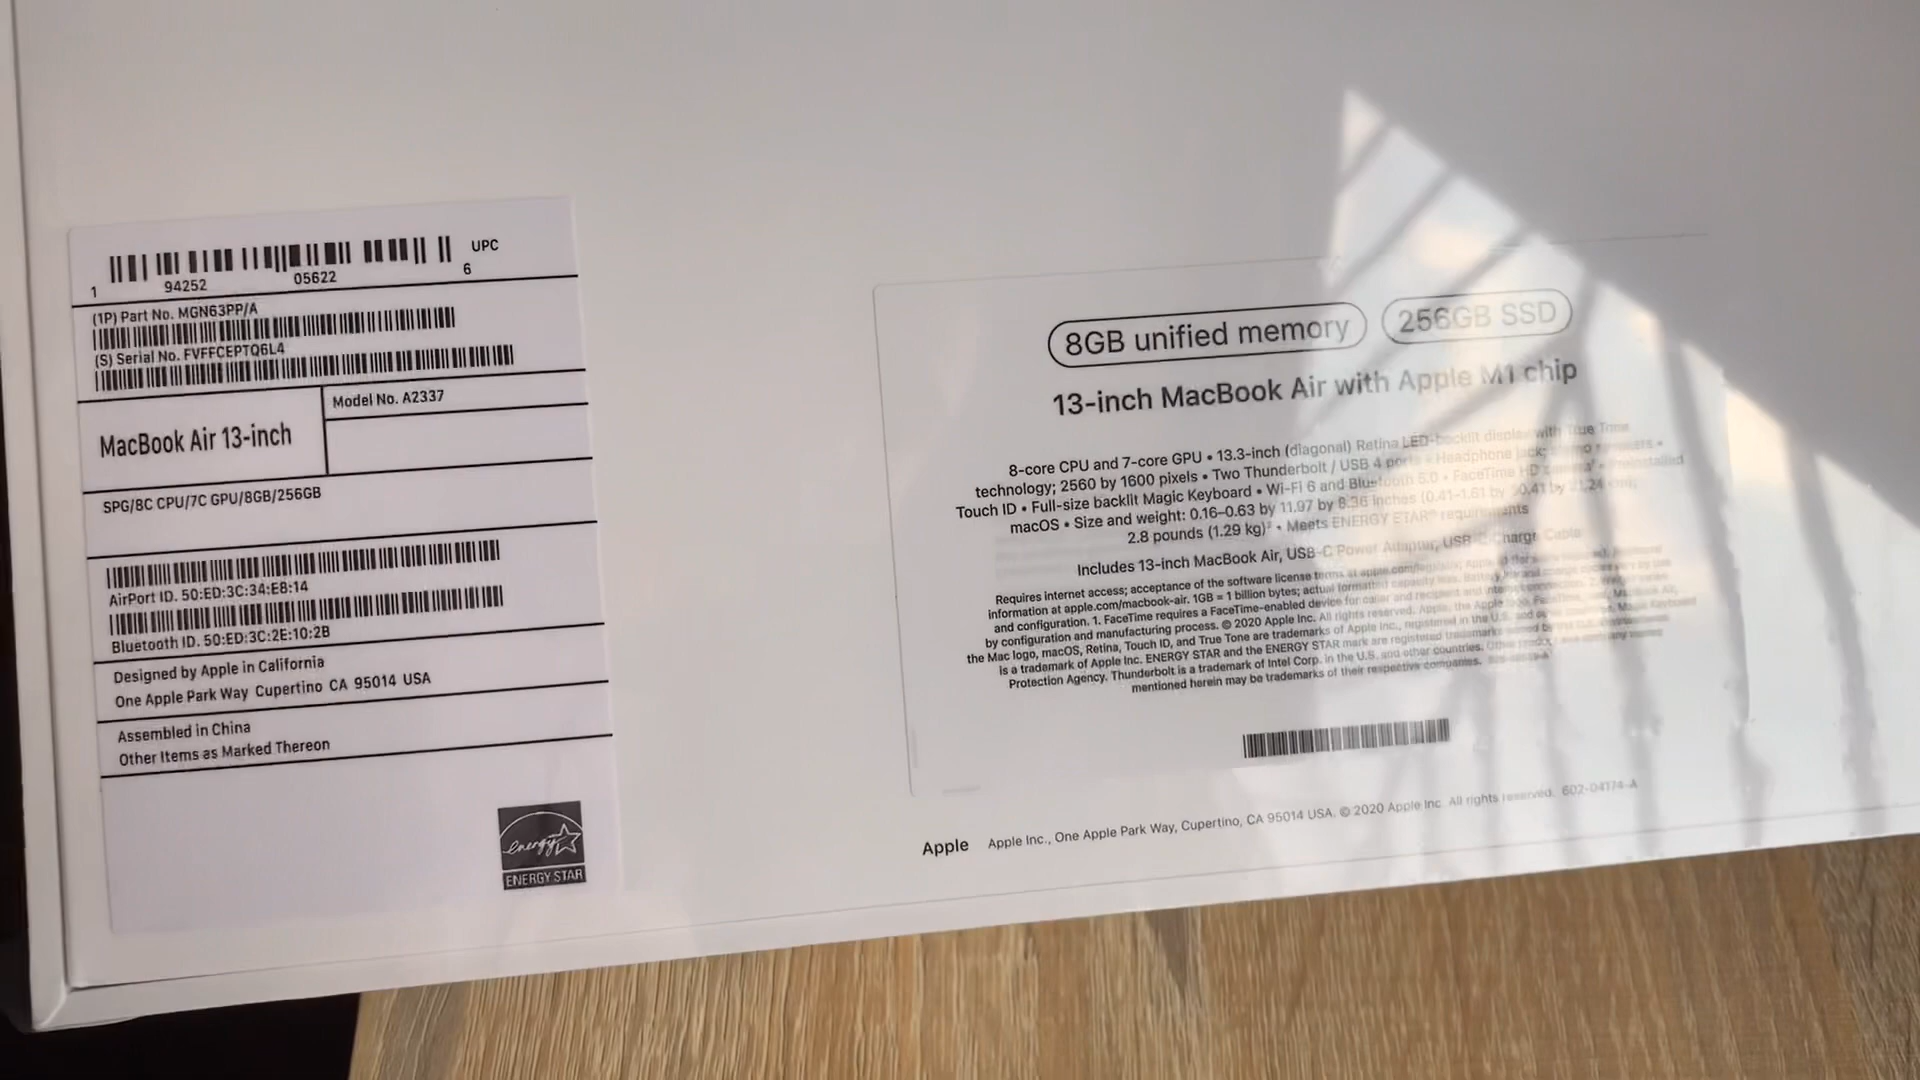 UPC
1 94252 05622 6
(1P) Part No. MGN63PP/A
(S) Serial No. FVFFCEPTQ6L4
MacBook Air 13-inch
Model No. A2337
SPG/8C CPU/7C GPU/8GB/256GB
AirPort ID. 50:ED:3C:34:E8:14
Bluetooth ID. 50:ED:3C:2E:10:2B
Designed by Apple in California
One Apple Park Way Cupertino CA 95014 USA
Assembled in China
Other Items as Marked Thereon
energy
ENERGY STAR
8GB unified memory 256GB SSD
13-inch MacBook Air with Apple M1 chip
8-core CPU and 7-core GPU • 13.3-inch (diagonal) Retina LED-backlit display with True Tone
technology; 2560 by 1600 pixels • Two Thunderbolt / USB 4 ports • Headphone jack;
Touch ID • Full-size backlit Magic Keyboard • Wi-Fi 6 and Bluetooth 5.0 • FaceTime HD camera¹ •
macOS • Size and weight: 0.16–0.63 by 11.97 by 8.36 inches (0.41–1.61 by
2.8 pounds (1.29 kg)² • Meets ENERGY STAR® requirements
Includes 13-inch MacBook Air, USB-C Power Adapter, USB-C Charge Cable
Requires internet access; acceptance of the software license terms at
information at apple.com/macbook-air. 1GB = 1 billion bytes; actual formatted capacity less.
and configuration. 1. FaceTime requires a FaceTime-enabled device for caller and recipient and
by configuration and manufacturing process. © 2020 Apple Inc. All rights reserved. Apple, the Apple logo, FaceTime,
the Mac logo, macOS, Retina, Touch ID, and True Tone are trademarks of Apple Inc., registered in the U.S. and
is a trademark of Apple Inc. ENERGY STAR and the ENERGY STAR mark are registered trademarks owned by the U.S.
Protection Agency. Thunderbolt is a trademark of Intel Corp. in the U.S. and other countries.
mentioned herein may be trademarks of their respective companies.
Apple Apple Inc., One Apple Park Way, Cupertino, CA 95014 USA. © 2020 Apple Inc. All rights reserved. 602-04174-A